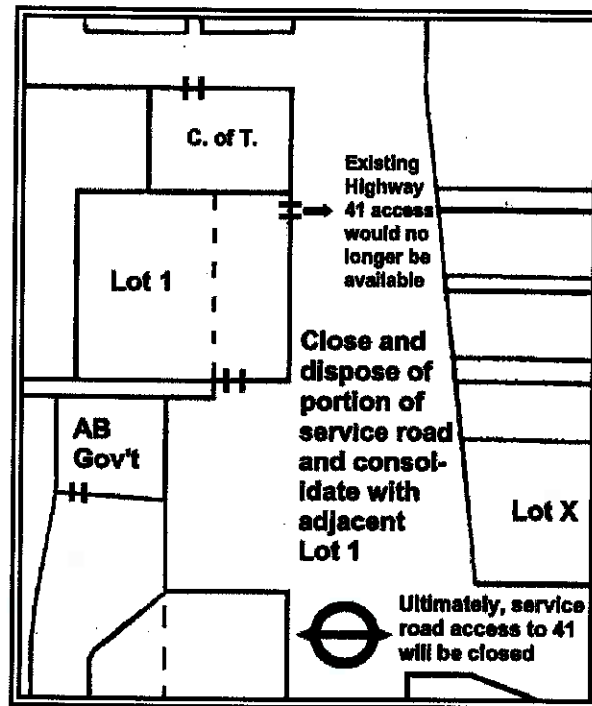 C. of T.
Existing
Highway
41 access
would no
longer be
available
Lot 1
Close and
dispose of
portion of
service road
and consol-
idate with
adjacent
Lot 1
AB
Gov't
Lot X
Ultimately, service
road access to 41
will be closed